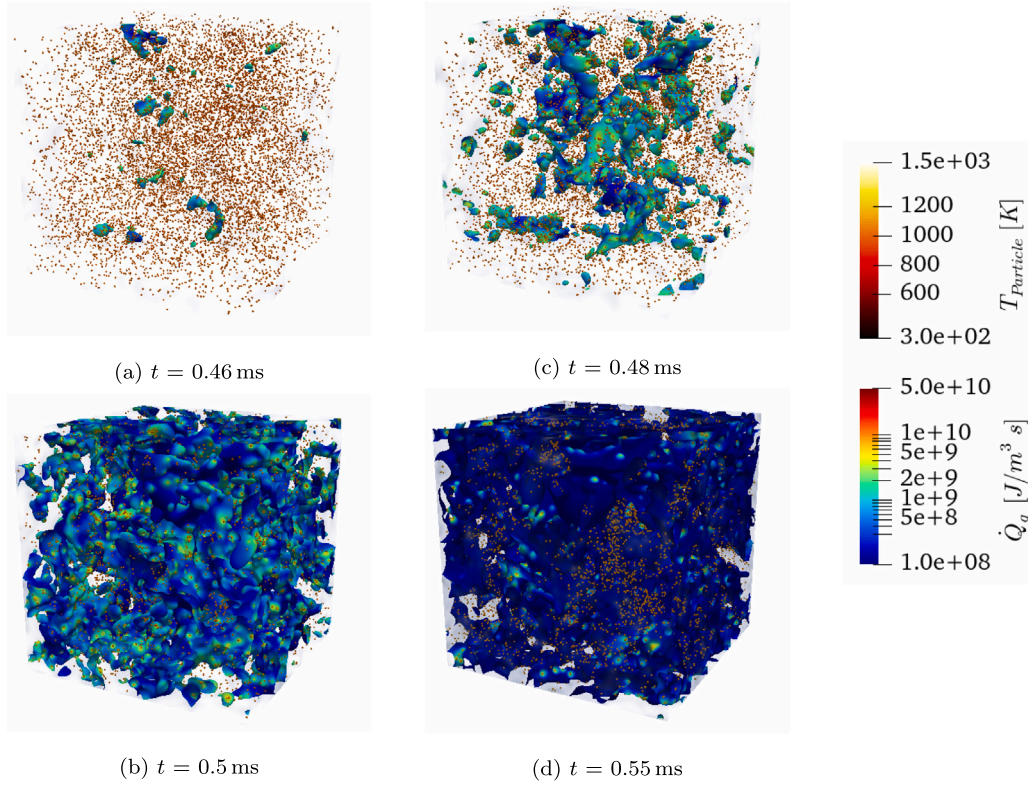 (a) t = 0.46 ms
(c) t = 0.48 ms
(b) t = 0.5 ms
(d) t = 0.55 ms
1.5e+03
1200
1000
800
600
3.0e+02
T_Particle [K]
5.0e+10
1e+10
5e+9
2e+9
1e+9
5e+8
1.0e+08
Q̇_g [J/m³ s]